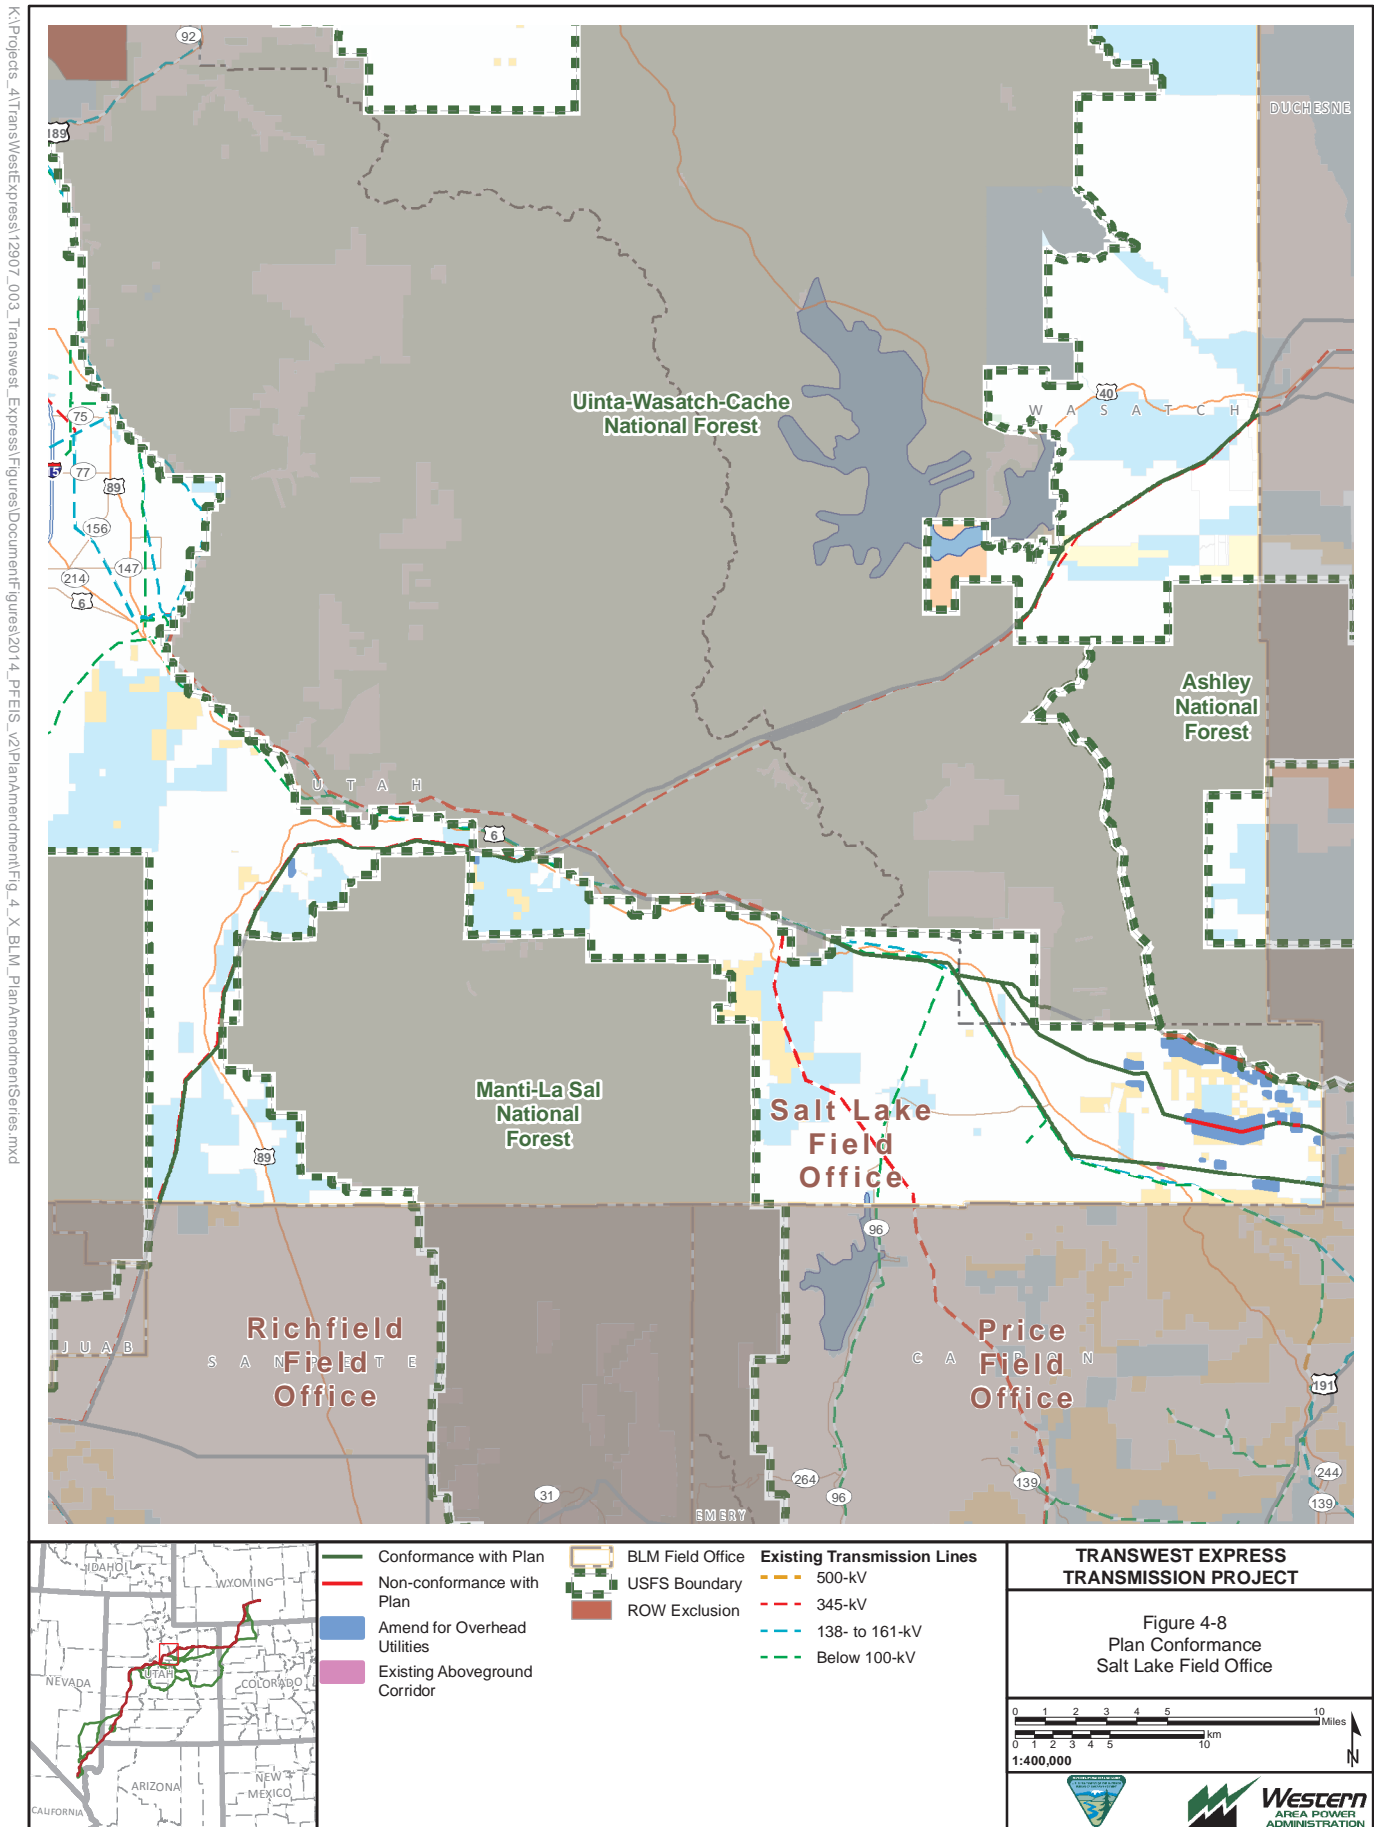 K:\Projects_4\TransWestExpress\12907_003_Transwest_Express\Figures\DocumentFigures\2014_PFEIS_v2\PlanAmendment\Fig_4_X_BLM_PlanAmendmentSeries.mxd
92
189
DUCHESNE
40
W A S A T C H
Uinta-Wasatch-Cache
National Forest
75
77
89
156
147
214
6
Ashley
National
Forest
U T A H
6
Manti-La Sal
National
Forest
Salt Lake
Field
Office
89
96
Richfield
Field
Office
Price
Field
Office
J U A B
S A N P E T E
C A R B O N
191
264
96
139
244
139
31
EMERY
IDAHO
WYOMING
NEVADA
UTAH
COLORADO
ARIZONA
NEW
MEXICO
CALIFORNIA
Conformance with Plan
Non-conformance with
Plan
Amend for Overhead
Utilities
Existing Aboveground
Corridor
BLM Field Office
USFS Boundary
ROW Exclusion
Existing Transmission Lines
500-kV
345-kV
138- to 161-kV
Below 100-kV
TRANSWEST EXPRESS
TRANSMISSION PROJECT
Figure 4-8
Plan Conformance
Salt Lake Field Office
0 1 2 3 4 5 10
Miles
km
0 1 2 3 4 5 10
1:400,000
N
Western
AREA POWER
ADMINISTRATION